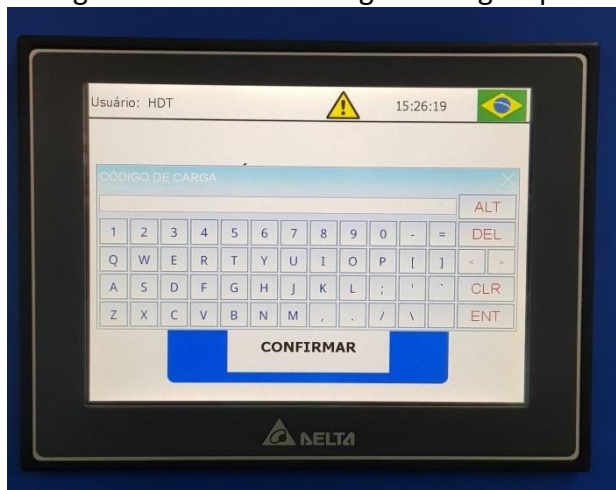 Usuário: HDT 15:26:19
CÓDIGO DE CARGA
ALT
1 2 3 4 5 6 7 8 9 0 - = DEL
Q W E R T Y U I O P [ ] < >
A S D F G H J K L ; ' ` CLR
Z X C V B N M , . / \ ENT
CONFIRMAR
DELTA